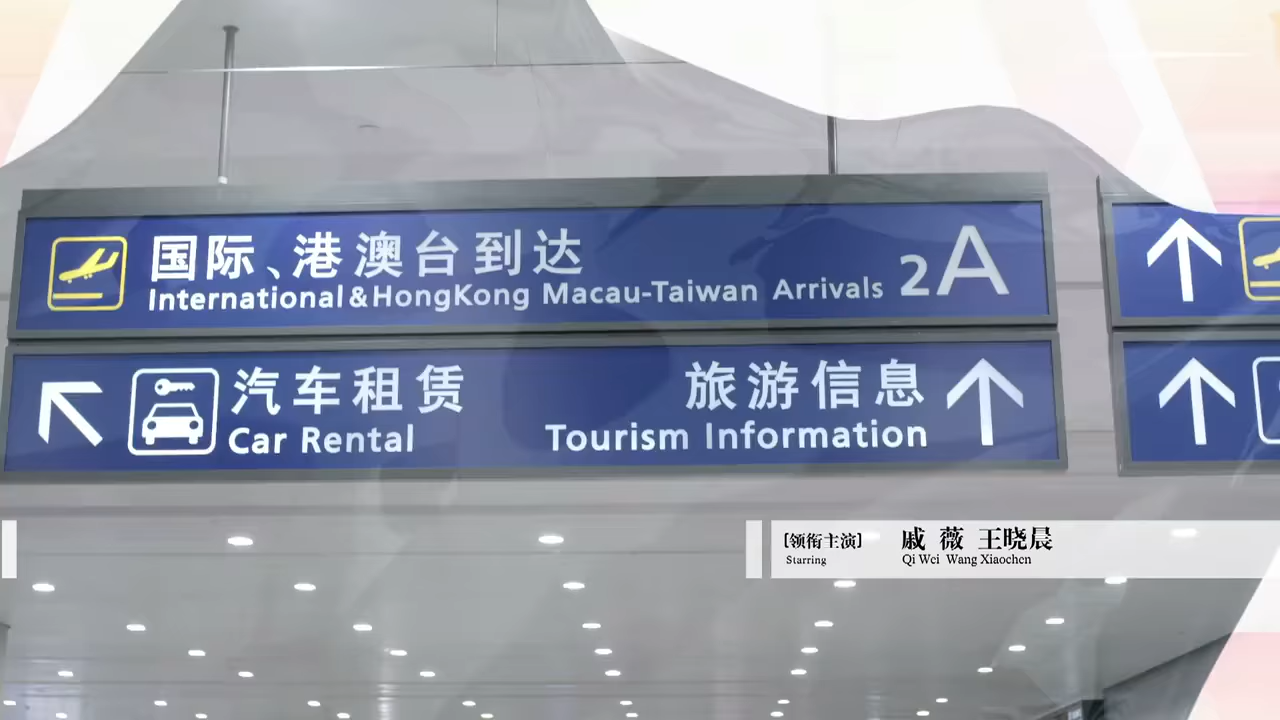 国际、港澳台到达
International&HongKong Macau-Taiwan Arrivals
2A
汽车租赁
Car Rental
旅游信息
Tourism Information
[领衔主演] 戚薇 王晓晨
Starring Qi Wei Wang Xiaochen